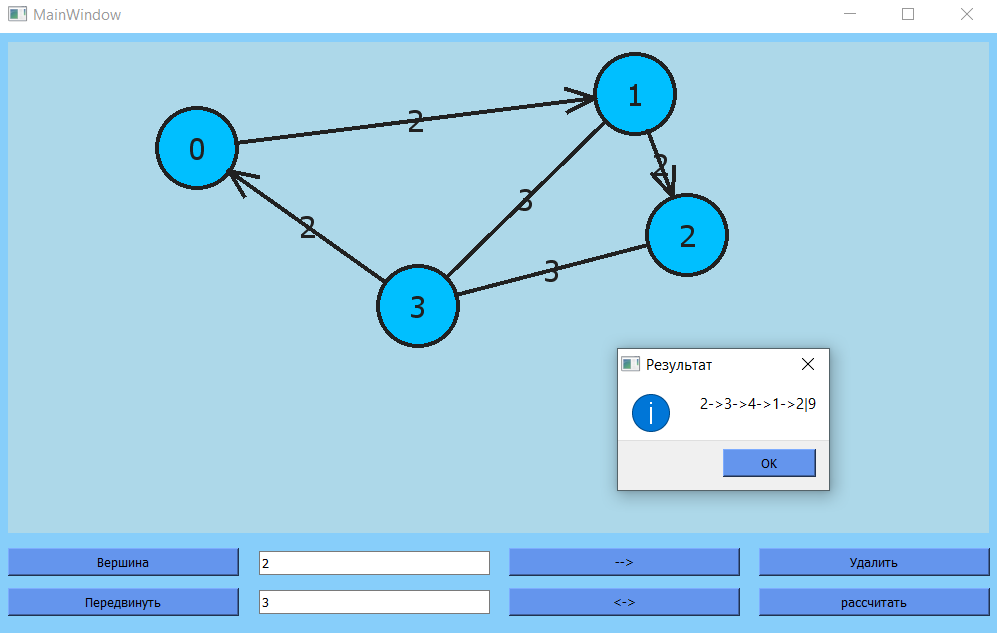 MainWindow
1
0
2
2
3
2
2
3
3
Результат
2->3->4->1->2|9
OK
Вершина
2
-->
Удалить
Передвинуть
3
<->
рассчитать